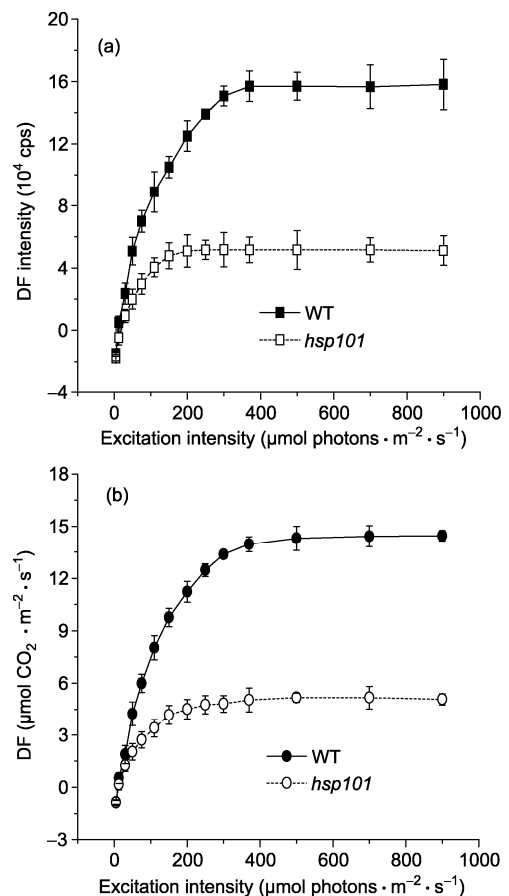 (a)
DF intensity (10⁴ cps)
20
16
12
8
4
0
–4
WT
hsp101
0 200 400 600 800 1000
Excitation intensity (μmol photons · m⁻² · s⁻¹)
(b)
DF (μmol CO₂ · m⁻² · s⁻¹)
18
15
12
9
6
3
0
–3
WT
hsp101
0 200 400 600 800 1000
Excitation intensity (μmol photons · m⁻² · s⁻¹)